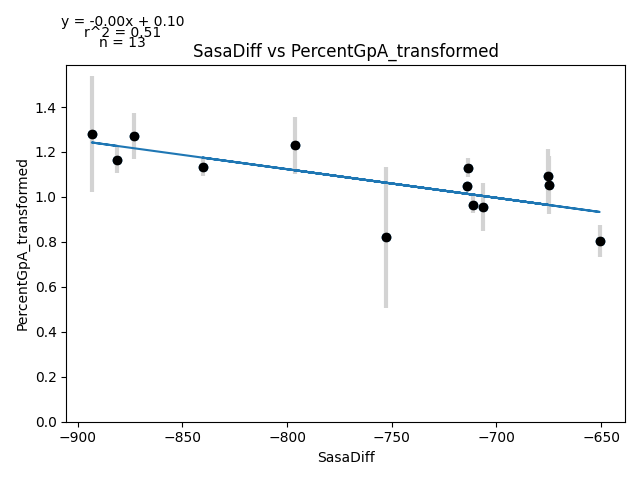 y = -0.00x + 0.10
r^2 = 0.51
n = 13
SasaDiff vs PercentGpA_transformed
PercentGpA_transformed
1.4
1.2
1.0
0.8
0.6
0.4
0.2
0.0
−900
−850
−800
−750
−700
−650
SasaDiff